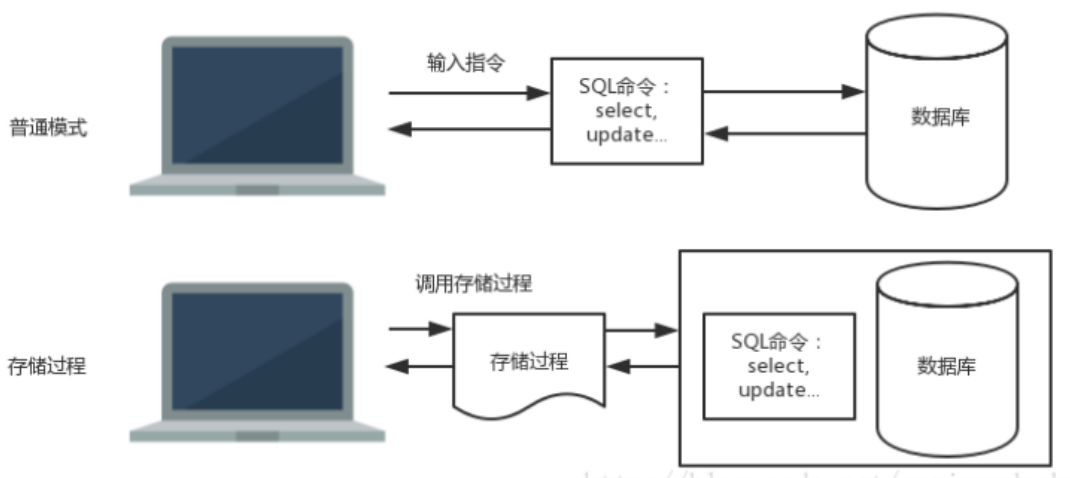 输入指令
普通模式
SQL命令：
select,
update...
数据库
调用存储过程
存储过程
存储过程
SQL命令：
select,
update...
数据库